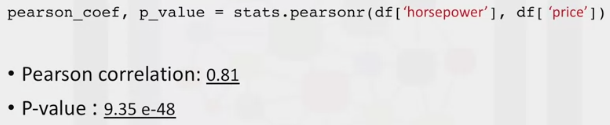 pearson_coef, p_value = stats.pearsonr(df[‘horsepower’], df[ ‘price’])
• Pearson correlation: 0.81
• P-value : 9.35 e-48